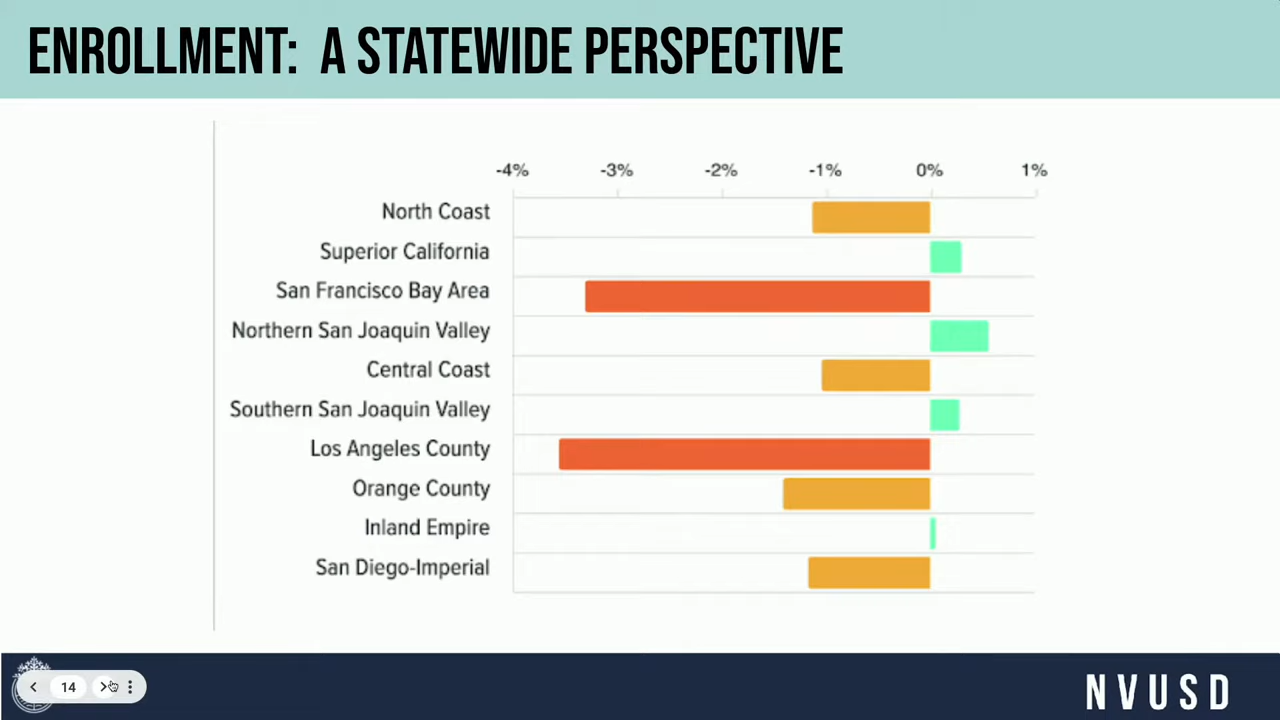 ENROLLMENT: A STATEWIDE PERSPECTIVE
-4% -3% -2% -1% 0% 1%
North Coast
Superior California
San Francisco Bay Area
Northern San Joaquin Valley
Central Coast
Southern San Joaquin Valley
Los Angeles County
Orange County
Inland Empire
San Diego-Imperial
14
NVUSD